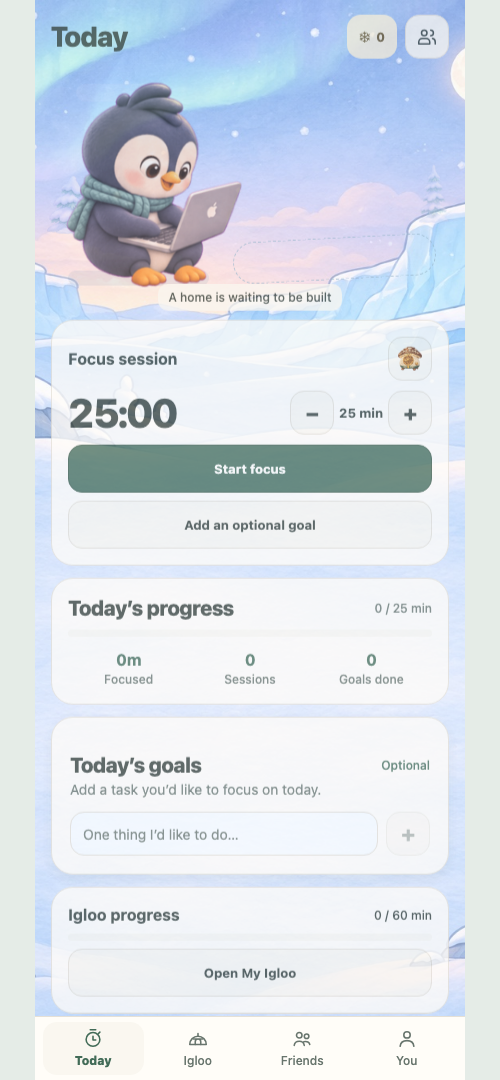 Today
0
A home is waiting to be built
Focus session
25:00
− 25 min +
Start focus
Add an optional goal
Today’s progress
0 / 25 min
0m
Focused
0
Sessions
0
Goals done
Today’s goals
Optional
Add a task you’d like to focus on today.
One thing I’d like to do...
+
Igloo progress
0 / 60 min
Open My Igloo
Today
Igloo
Friends
You